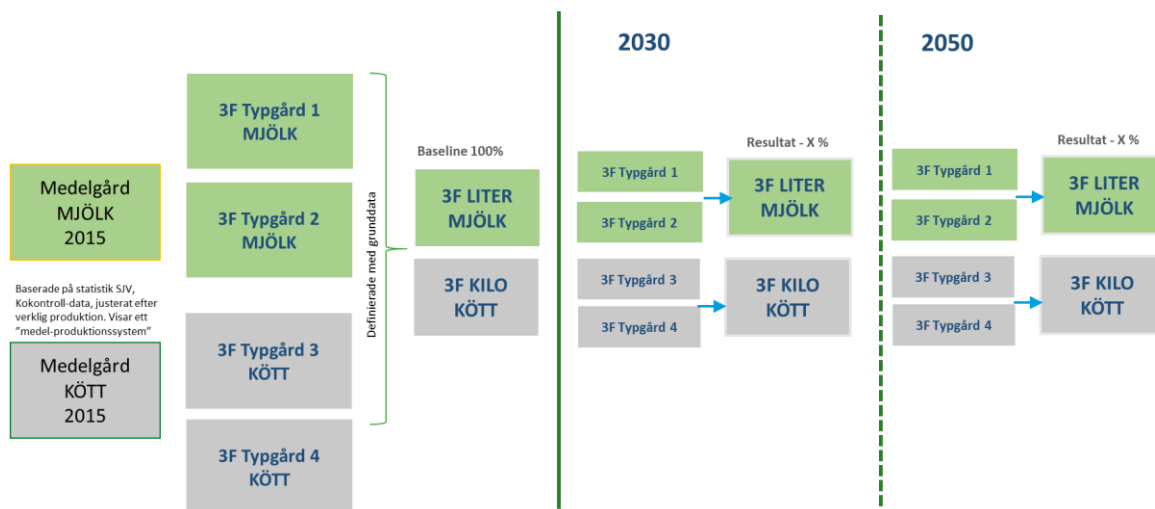 Medelgård
MJÖLK
2015
Baserade på statistik SJV,
Kokontroll-data, justerat efter
verklig produktion. Visar ett
”medel-produktionssystem”
Medelgård
KÖTT
2015
3F Typgård 1
MJÖLK
3F Typgård 2
MJÖLK
3F Typgård 3
KÖTT
3F Typgård 4
KÖTT
Definierade med grunddata
Baseline 100%
3F LITER
MJÖLK
3F KILO
KÖTT
2030
3F Typgård 1
3F Typgård 2
3F Typgård 3
3F Typgård 4
Resultat - X %
3F LITER
MJÖLK
3F KILO
KÖTT
2050
3F Typgård 1
3F Typgård 2
3F Typgård 3
3F Typgård 4
Resultat - X %
3F LITER
MJÖLK
3F KILO
KÖTT